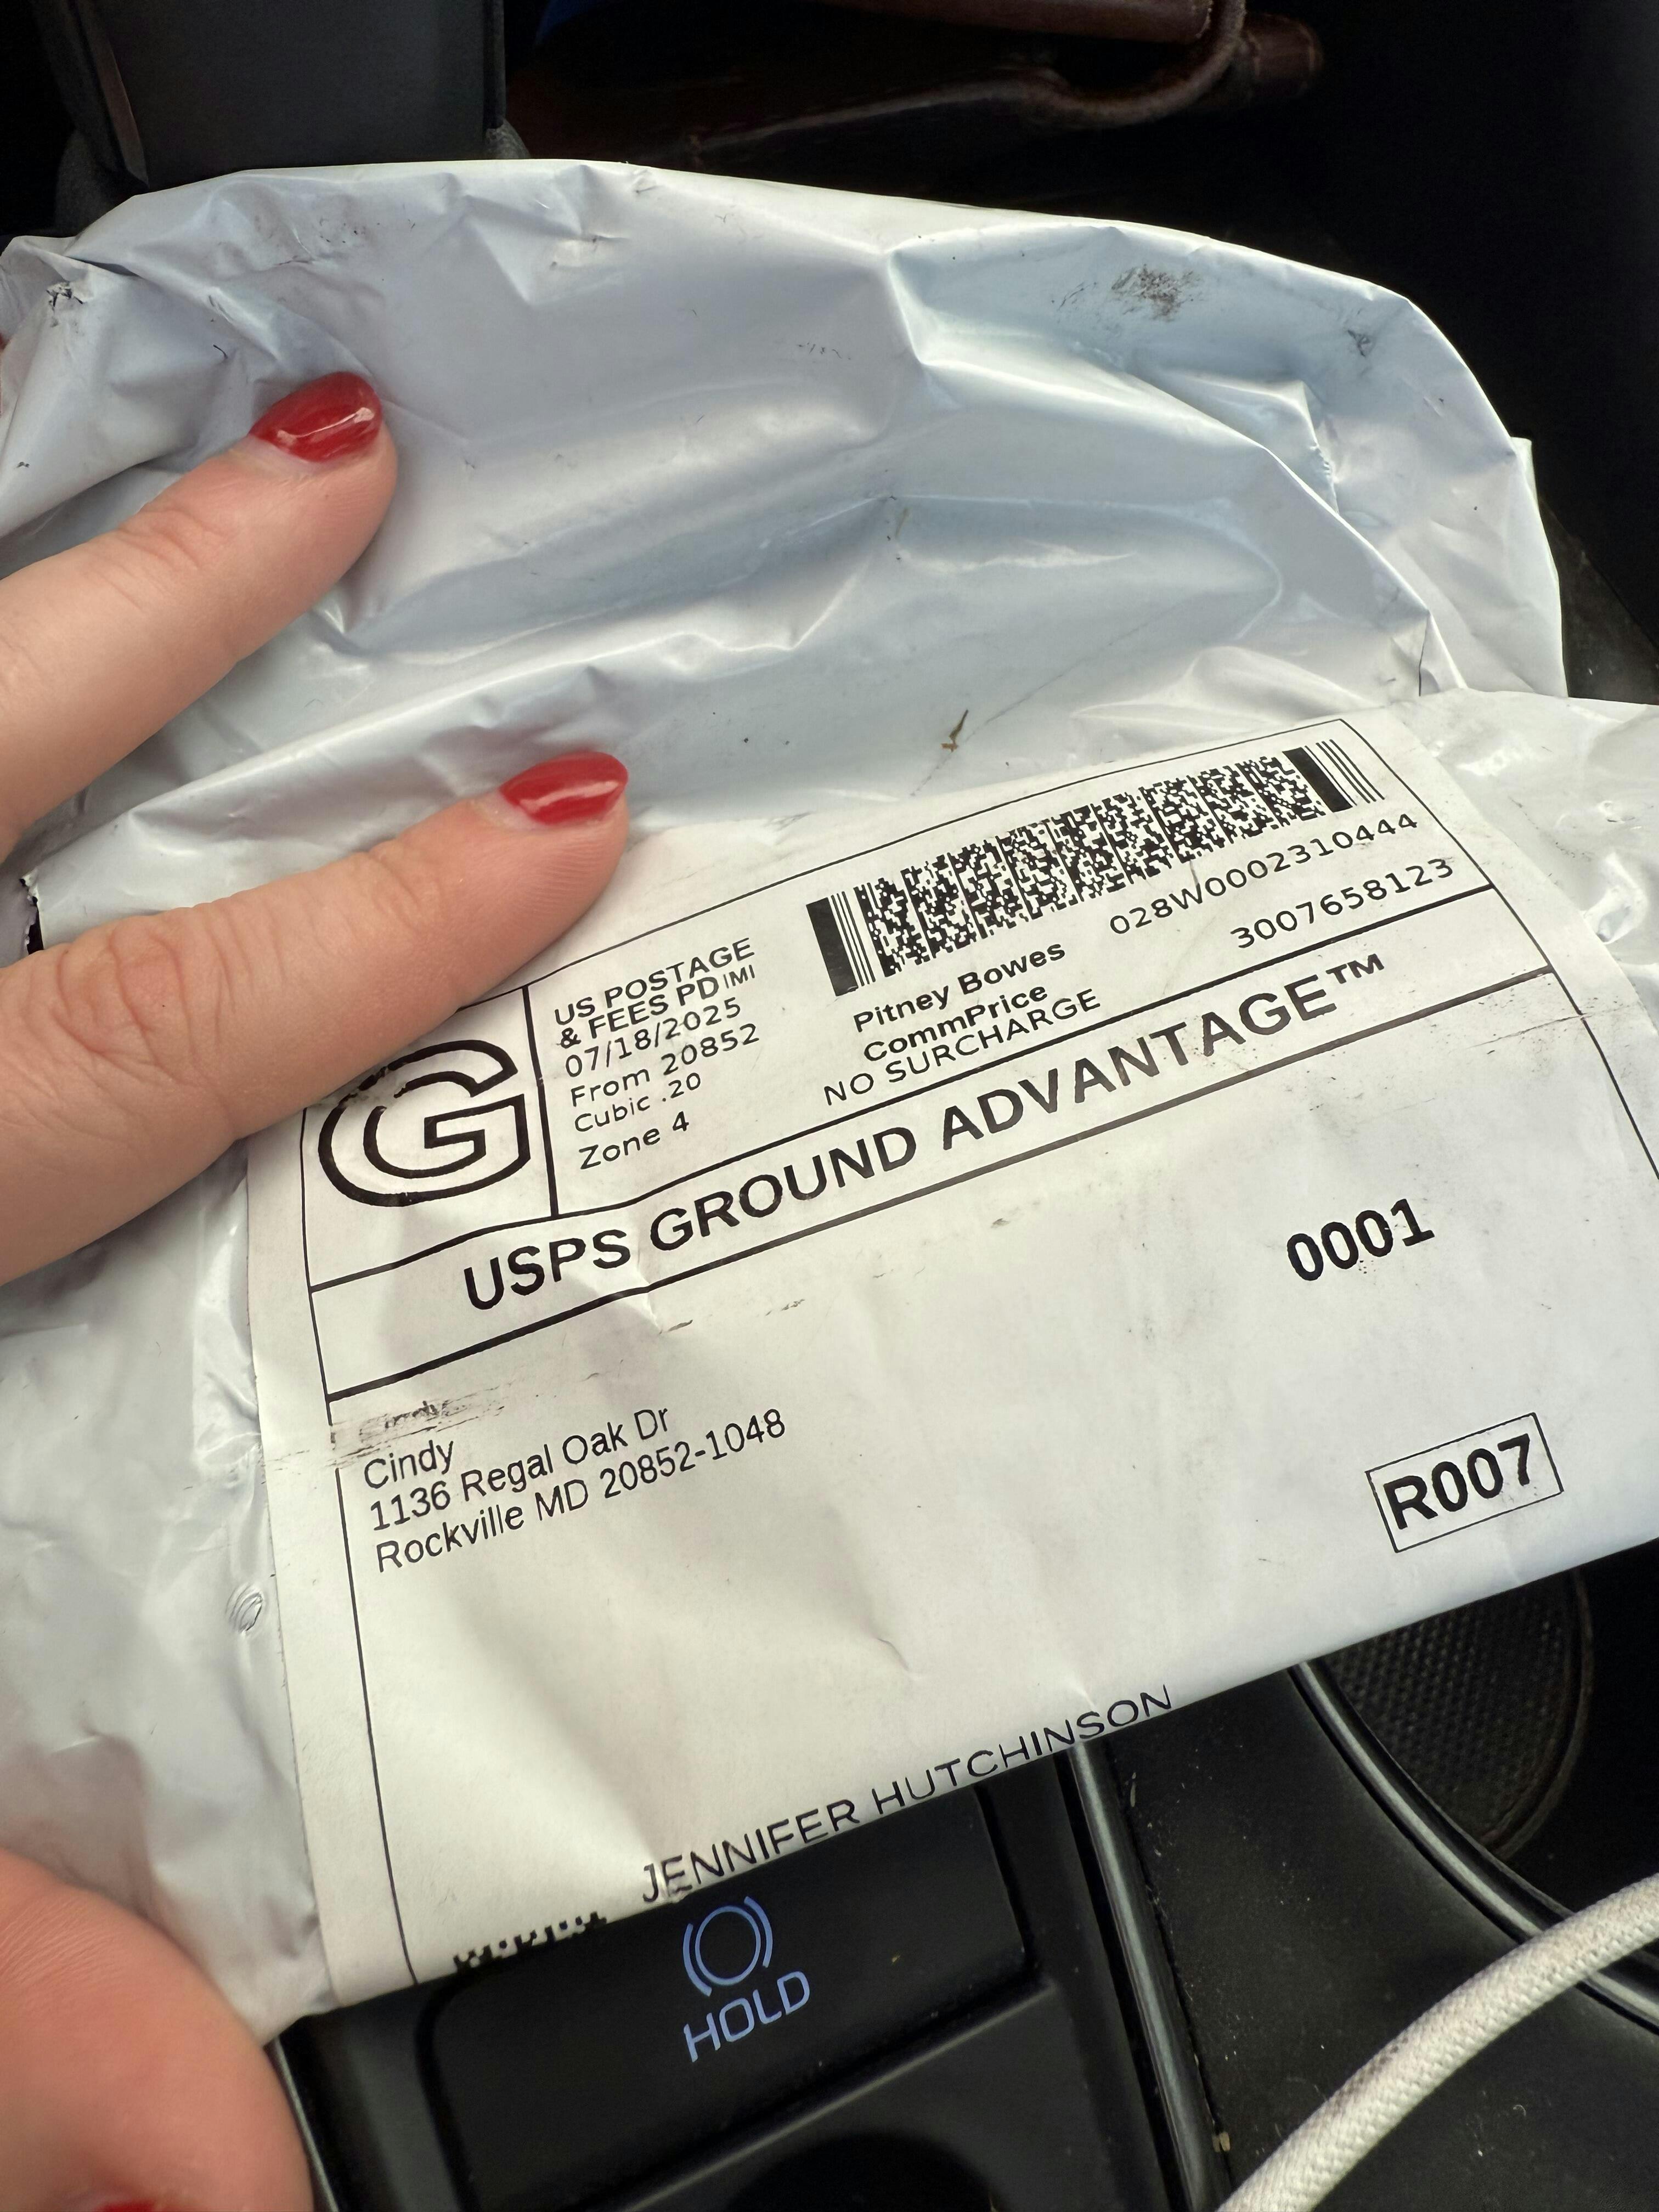 G
US POSTAGE
& FEES PD IMI
07/18/2025
From 20852
Cubic .20
Zone 4
028W0002310444
Pitney Bowes
3007658123
CommPrice
NO SURCHARGE
USPS GROUND ADVANTAGE™
0001
Cindy
1136 Regal Oak Dr
Rockville MD 20852-1048
R007
JENNIFER HUTCHINSON
HOLD